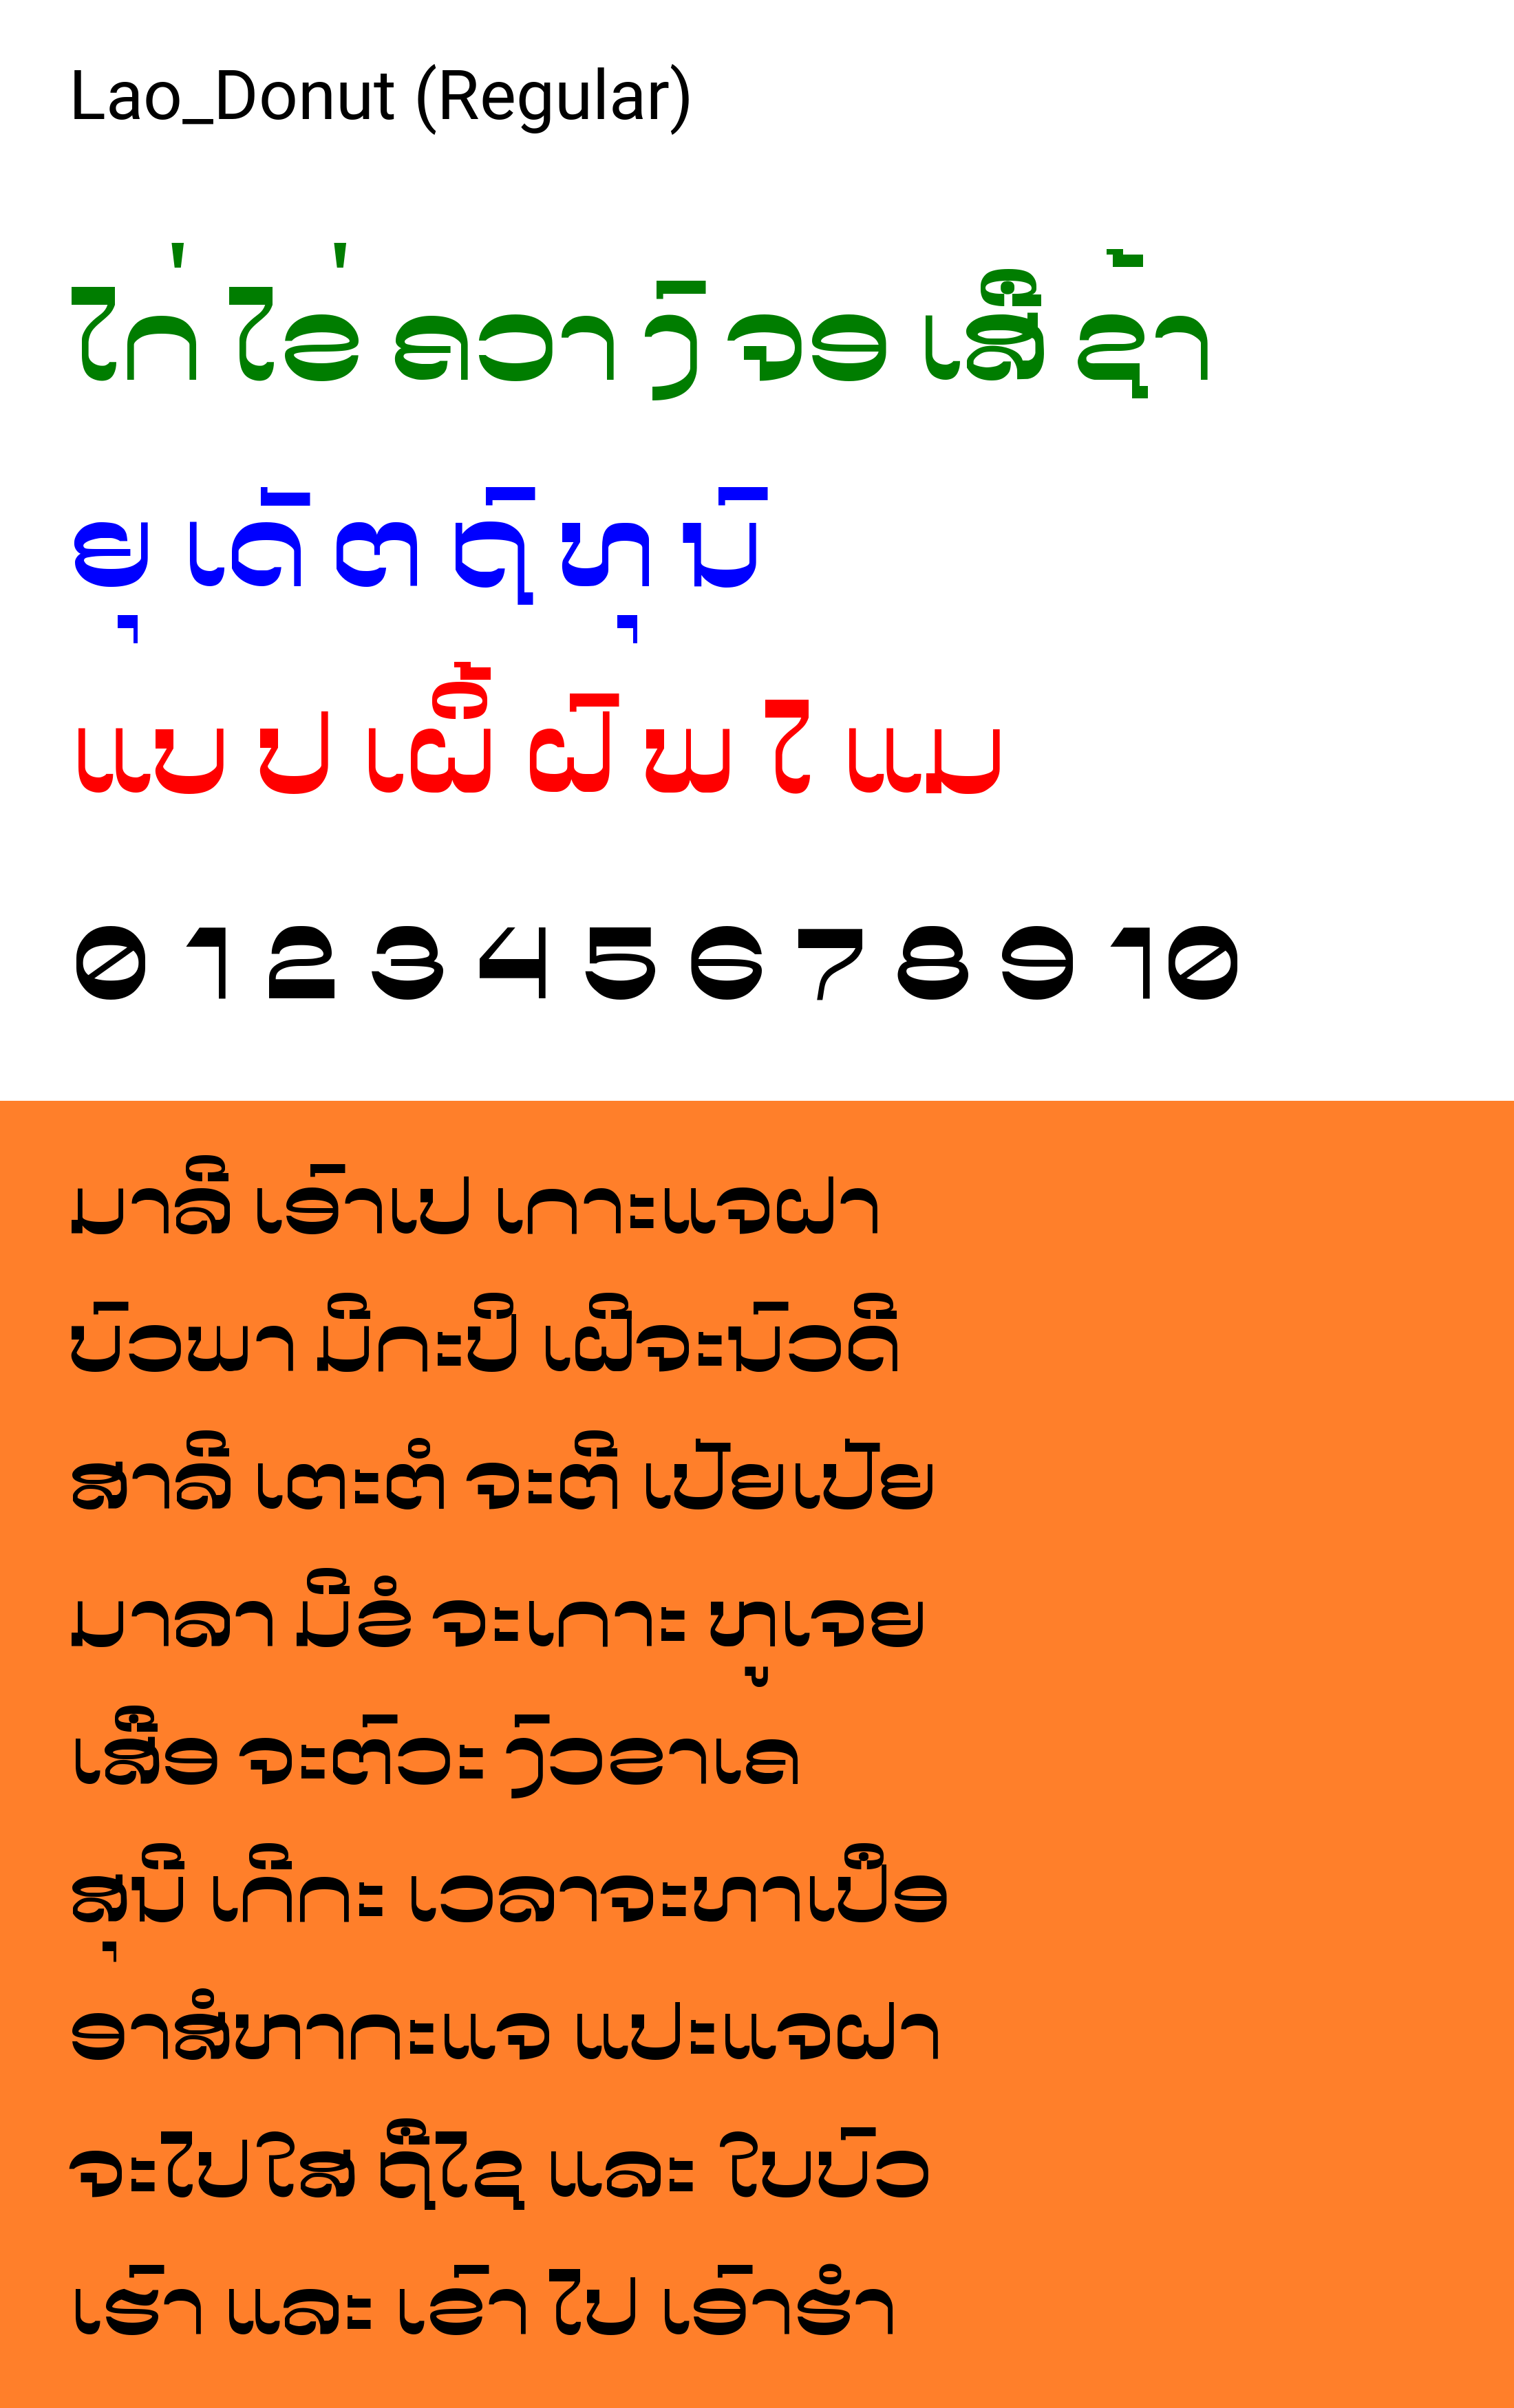 Lao_Donut (Regular)
ໄກ່ ໄຂ່ ຄວາງົ ຈອ ເສື ຊ້າ
ຍຸ ເດັ ຕ ຖົ ທຸ ນົ
ແບ ປ ເຜີ້ ຝົ ພ ໄ ແມ
0 1 2 3 4 5 6 7 8 9 10
ມາລີ ເອົາເປ ເກາະແຈຝາ
ບົວພາ ມີກະປິ ເຝີຈະນົວດີ
ສາລີ ເຕະຕໍ ຈະຕີ ເປັຍເປັຍ
ມາລາ ມີຂໍ ຈະເກາະ ຫູເຈຍ
ເສືອ ຈະຕົວະ ງົວຂາເຄ
ສຸນີ ເກີກະ ເວລາຈະຫາເປືອ
ອາສໍຫາກະແຈ ແປະແຈຝາ
ຈະໄປໃສ ຖືໄຊ ແລະ ໃບບົວ
ເຮົາ ແລະ ເຂົາ ໄປ ເອົາຮໍາ